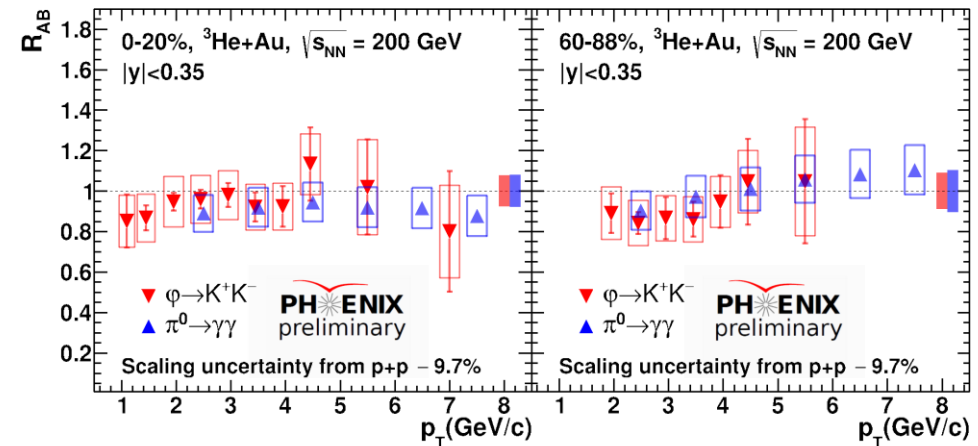 R_AB
1.8
1.6
1.4
1.2
1
0.8
0.6
0.4
0.2
0-20%, ³He+Au, √s_NN = 200 GeV
|y|<0.35
φ→K⁺K⁻
π⁰→γγ
PHENIX
preliminary
Scaling uncertainty from p+p − 9.7%
1 2 3 4 5 6 7 8
p_T(GeV/c)
60-88%, ³He+Au, √s_NN = 200 GeV
|y|<0.35
φ→K⁺K⁻
π⁰→γγ
PHENIX
preliminary
Scaling uncertainty from p+p − 9.7%
1 2 3 4 5 6 7 8
p_T(GeV/c)